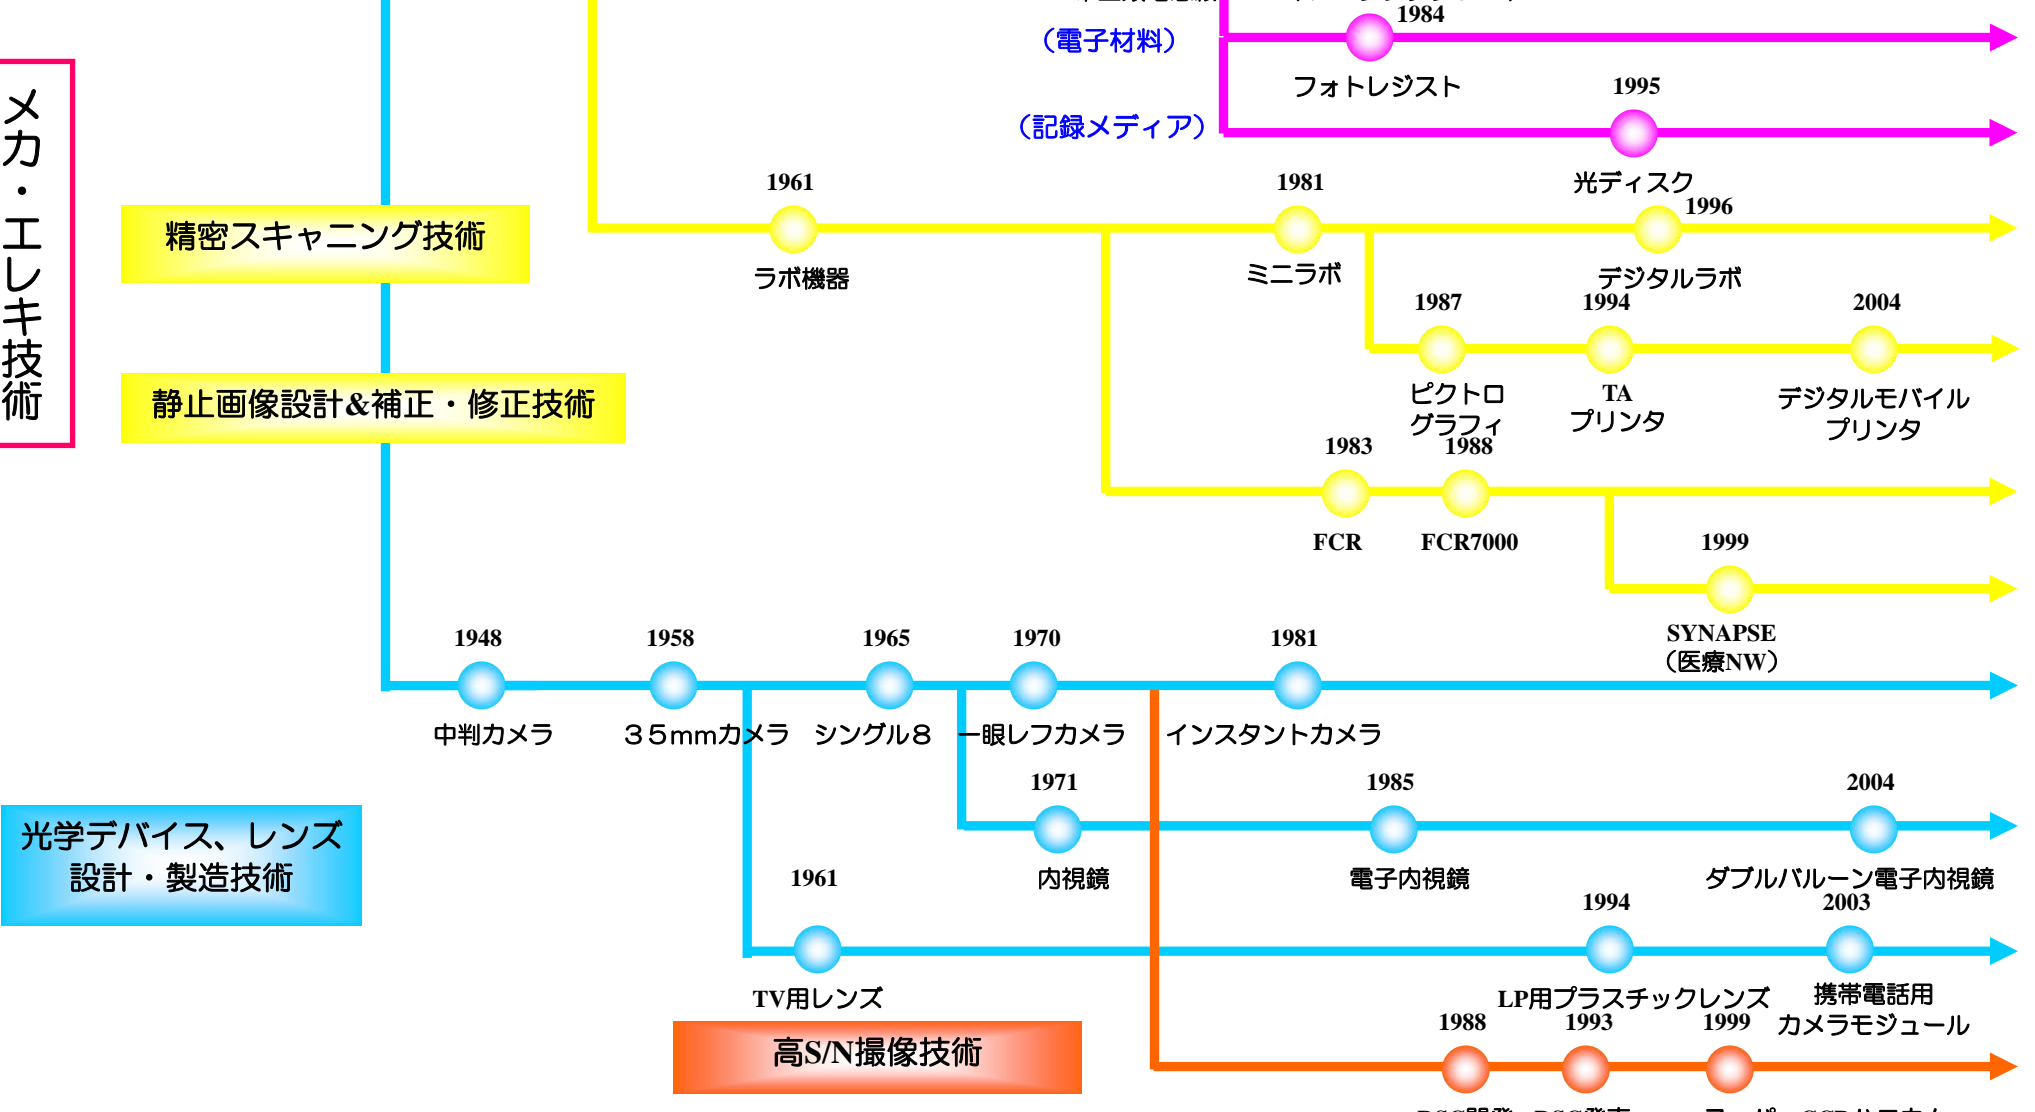 1984
（電子材料）
フォトレジスト
1995
（記録メディア）
光ディスク
メカ・エレキ技術
精密スキャニング技術
1961
1981
1996
ラボ機器
ミニラボ
デジタルラボ
1987
1994
2004
ピクトロ
グラフィ
TA
プリンタ
デジタルモバイル
プリンタ
静止画像設計&補正・修正技術
1983
1988
FCR
FCR7000
1999
SYNAPSE
（医療NW）
1948
1958
1965
1970
1981
中判カメラ
３５ｍｍカメラ
シングル８
一眼レフカメラ
インスタントカメラ
1971
1985
2004
内視鏡
電子内視鏡
ダブルバルーン電子内視鏡
光学デバイス、レンズ
設計・製造技術
1961
1994
2003
TV用レンズ
LP用プラスチックレンズ
携帯電話用
カメラモジュール
高S/N撮像技術
1988
1993
1999